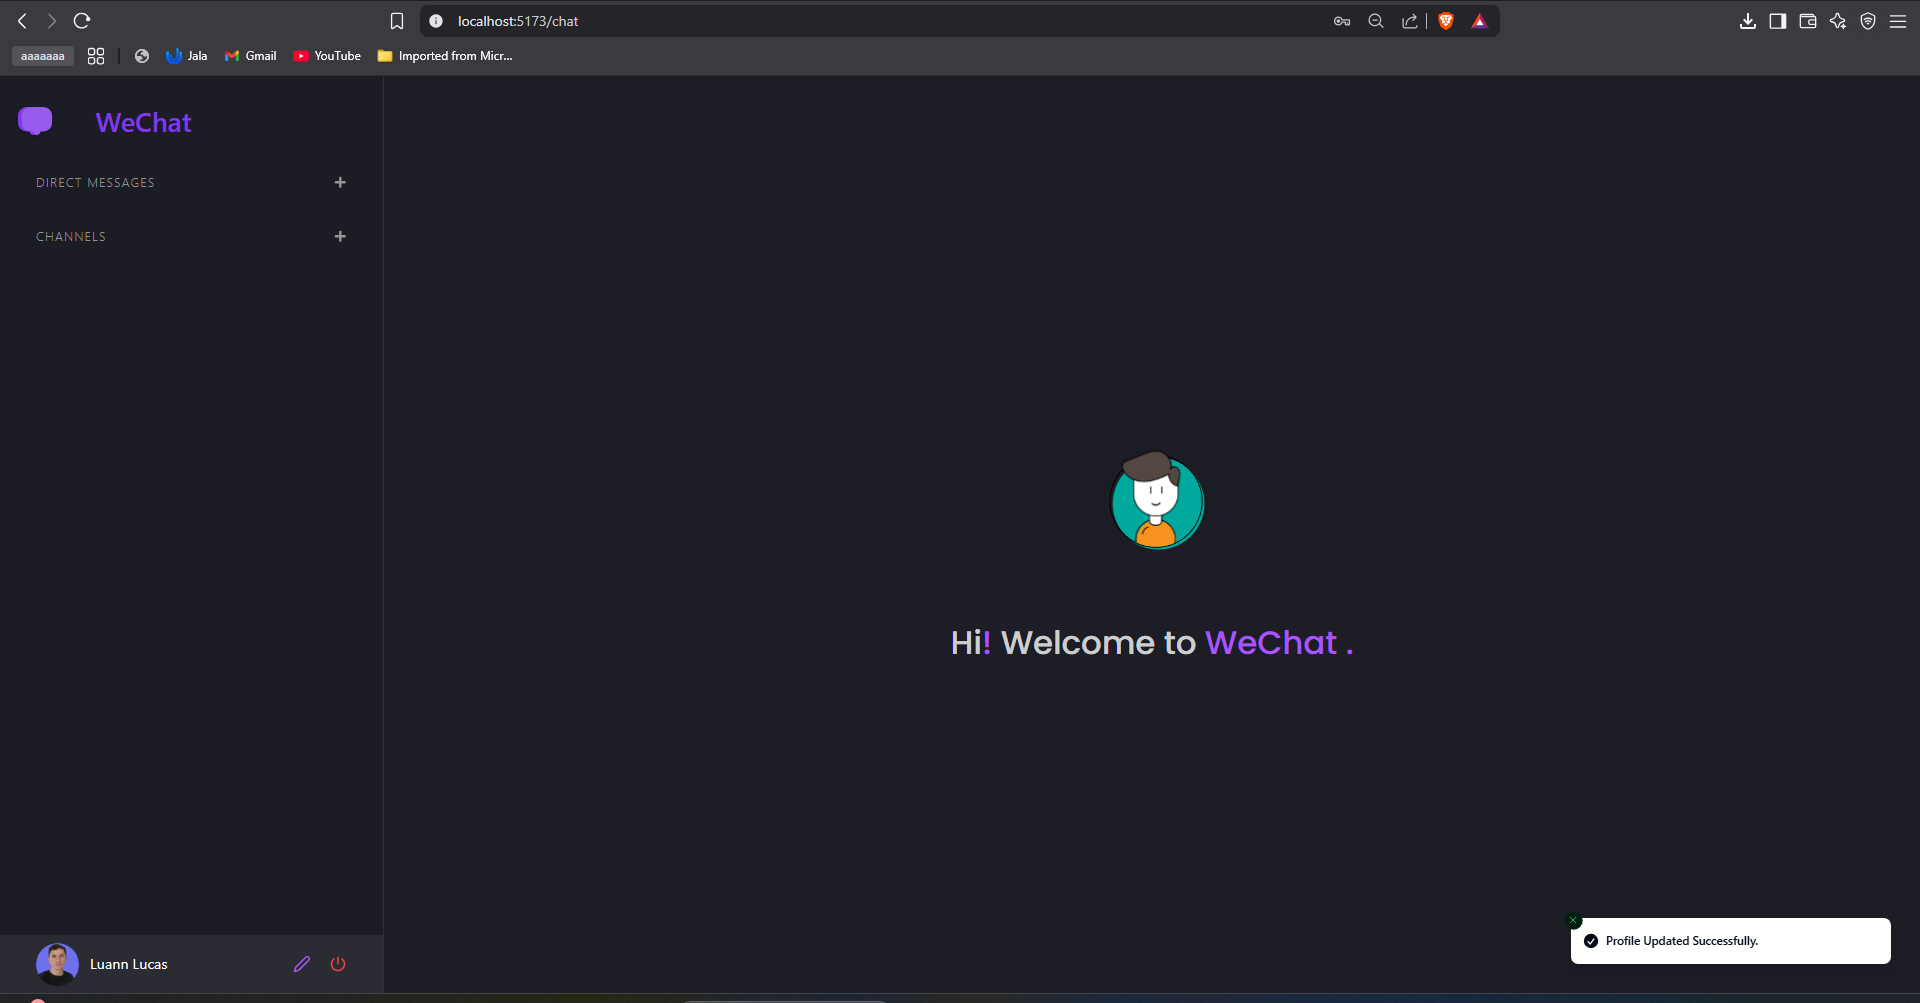 localhost:5173/chat
aaaaaaa
Jala
Gmail
YouTube
Imported from Micr...
WeChat
DIRECT MESSAGES
CHANNELS
Hi! Welcome to WeChat .
Profile Updated Successfully.
Luann Lucas